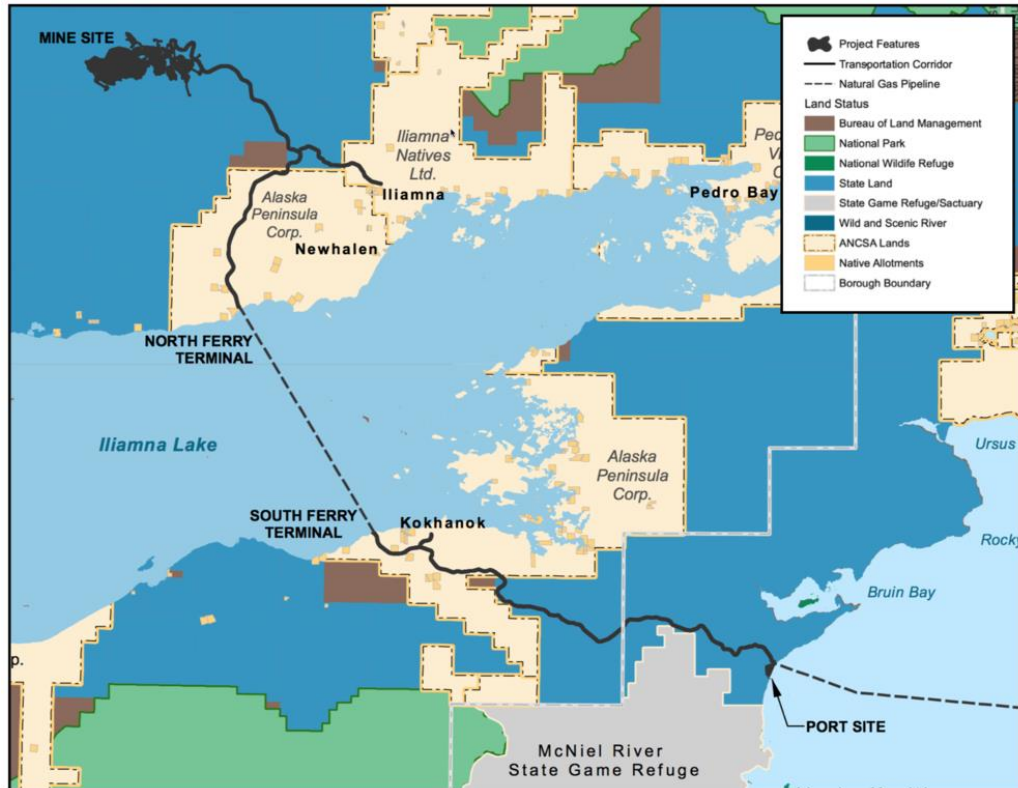 MINE SITE
Project Features
Transportation Corridor
Natural Gas Pipeline
Land Status
Bureau of Land Management
National Park
National Wildlife Refuge
State Land
State Game Refuge/Sactuary
Wild and Scenic River
ANCSA Lands
Native Allotments
Borough Boundary
Iliamna
Natives
Ltd.
Iliamna
Pedro Bay
Alaska
Peninsula
Corp.
Newhalen
NORTH FERRY
TERMINAL
Iliamna Lake
Alaska
Peninsula
Corp.
Ursus
SOUTH FERRY
TERMINAL
Kokhanok
Rocky
Bruin Bay
p.
PORT SITE
McNiel River
State Game Refuge